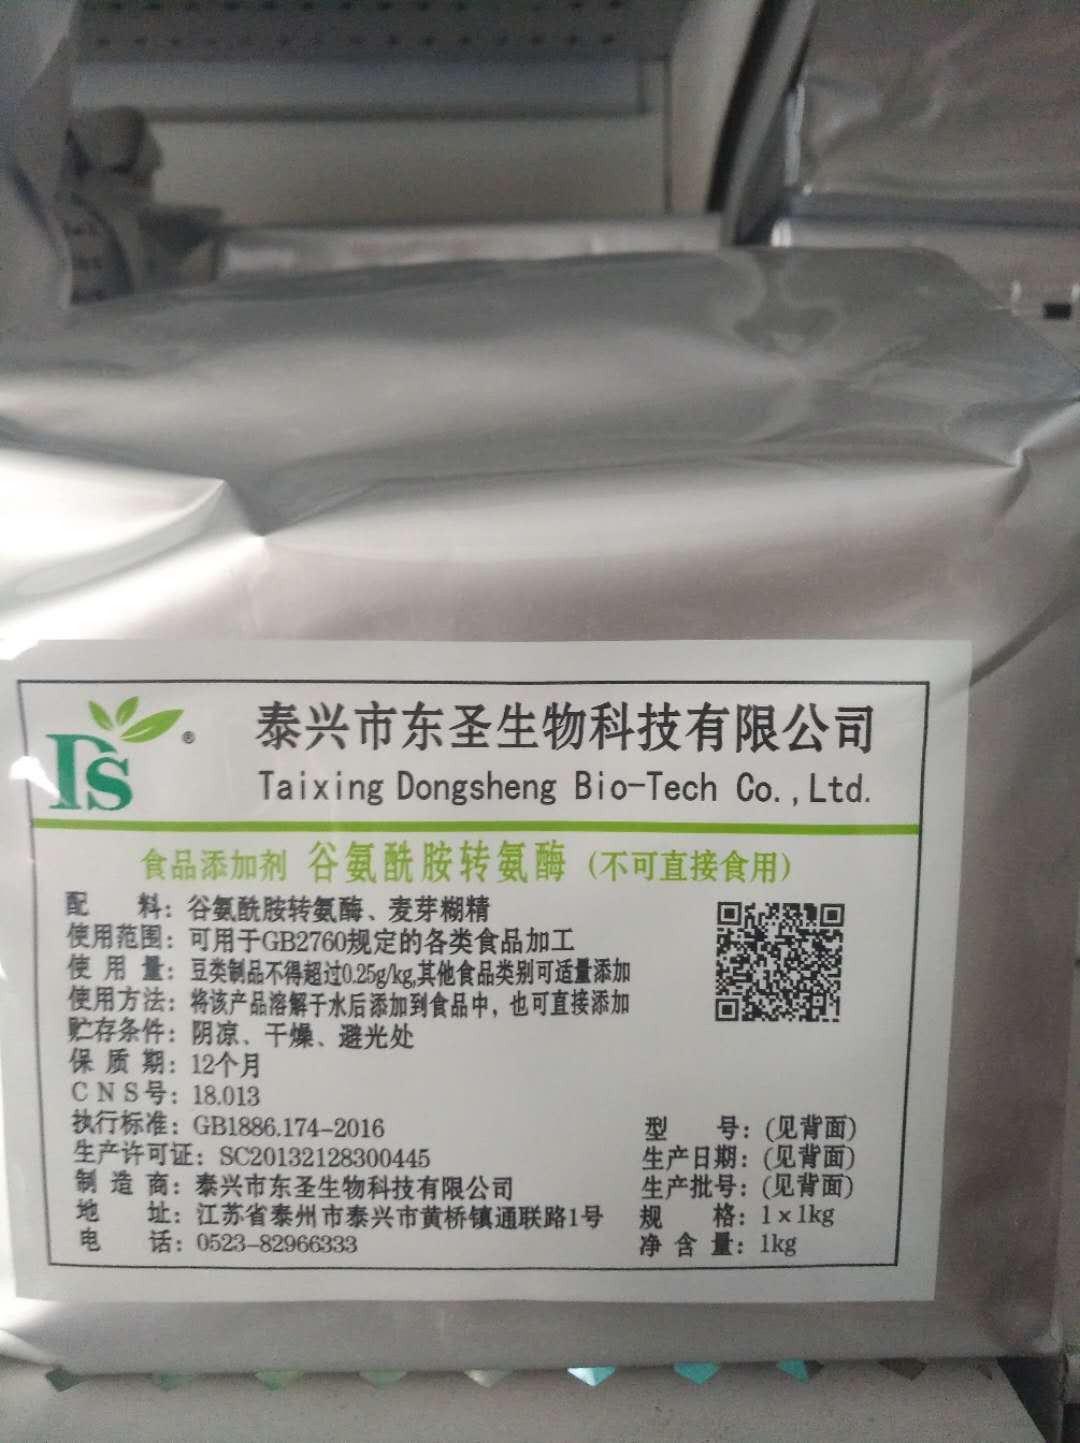 DS®
泰兴市东圣生物科技有限公司
Taixing Dongsheng Bio-Tech Co.,Ltd.
食品添加剂 谷氨酰胺转氨酶（不可直接食用）
配 料：谷氨酰胺转氨酶、麦芽糊精
使用范围：可用于GB2760规定的各类食品加工
使 用 量：豆类制品不得超过0.25g/kg,其他食品类别可适量添加
使用方法：将该产品溶解于水后添加到食品中，也可直接添加
贮存条件：阴凉、干燥、避光处
保 质 期：12个月
CNS号：18.013
执行标准：GB1886.174-2016
生产许可证：SC20132128300445
制 造 商：泰兴市东圣生物科技有限公司
地 址：江苏省泰州市泰兴市黄桥镇通联路1号
电 话：0523-82966333
型 号：(见背面)
生产日期：(见背面)
生产批号：(见背面)
规 格：1×1kg
净 含 量：1kg